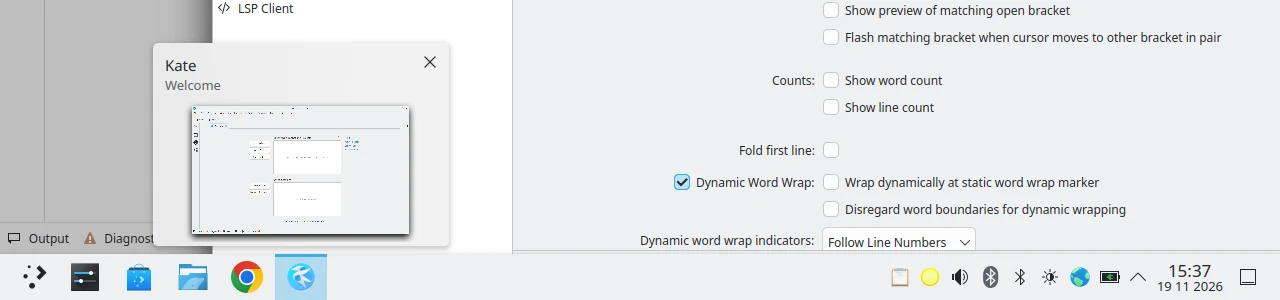 LSP Client
Show preview of matching open bracket
Flash matching bracket when cursor moves to other bracket in pair
Kate
Welcome
Counts: Show word count
Show line count
Fold first line:
Dynamic Word Wrap: Wrap dynamically at static word wrap marker
Disregard word boundaries for dynamic wrapping
Output Diagnost
Dynamic word wrap indicators: Follow Line Numbers
15:37
19 11 2026